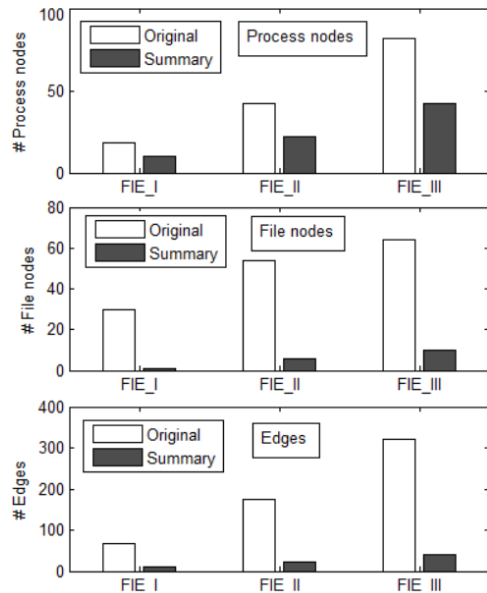 100
Original
Process nodes
Summary
# Process nodes
50
0
FIE_I
FIE_II
FIE_III
80
Original
File nodes
Summary
60
# File nodes
40
20
0
FIE_I
FIE_II
FIE_III
400
Original
Edges
Summary
300
# Edges
200
100
0
FIE_I
FIE_II
FIE_III